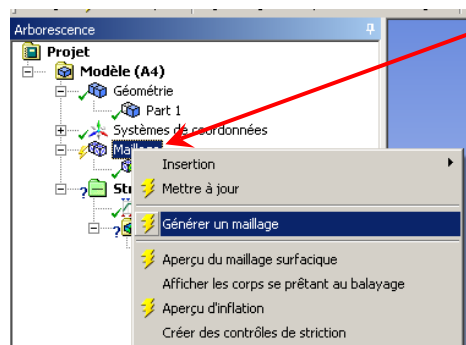 Arborescence
Projet
Modèle (A4)
Géométrie
Part 1
Systèmes de coordonnées
Maillage
Insertion
Mettre à jour
Générer un maillage
Aperçu du maillage surfacique
Afficher les corps se prêtant au balayage
Aperçu d'inflation
Créer des contrôles de striction